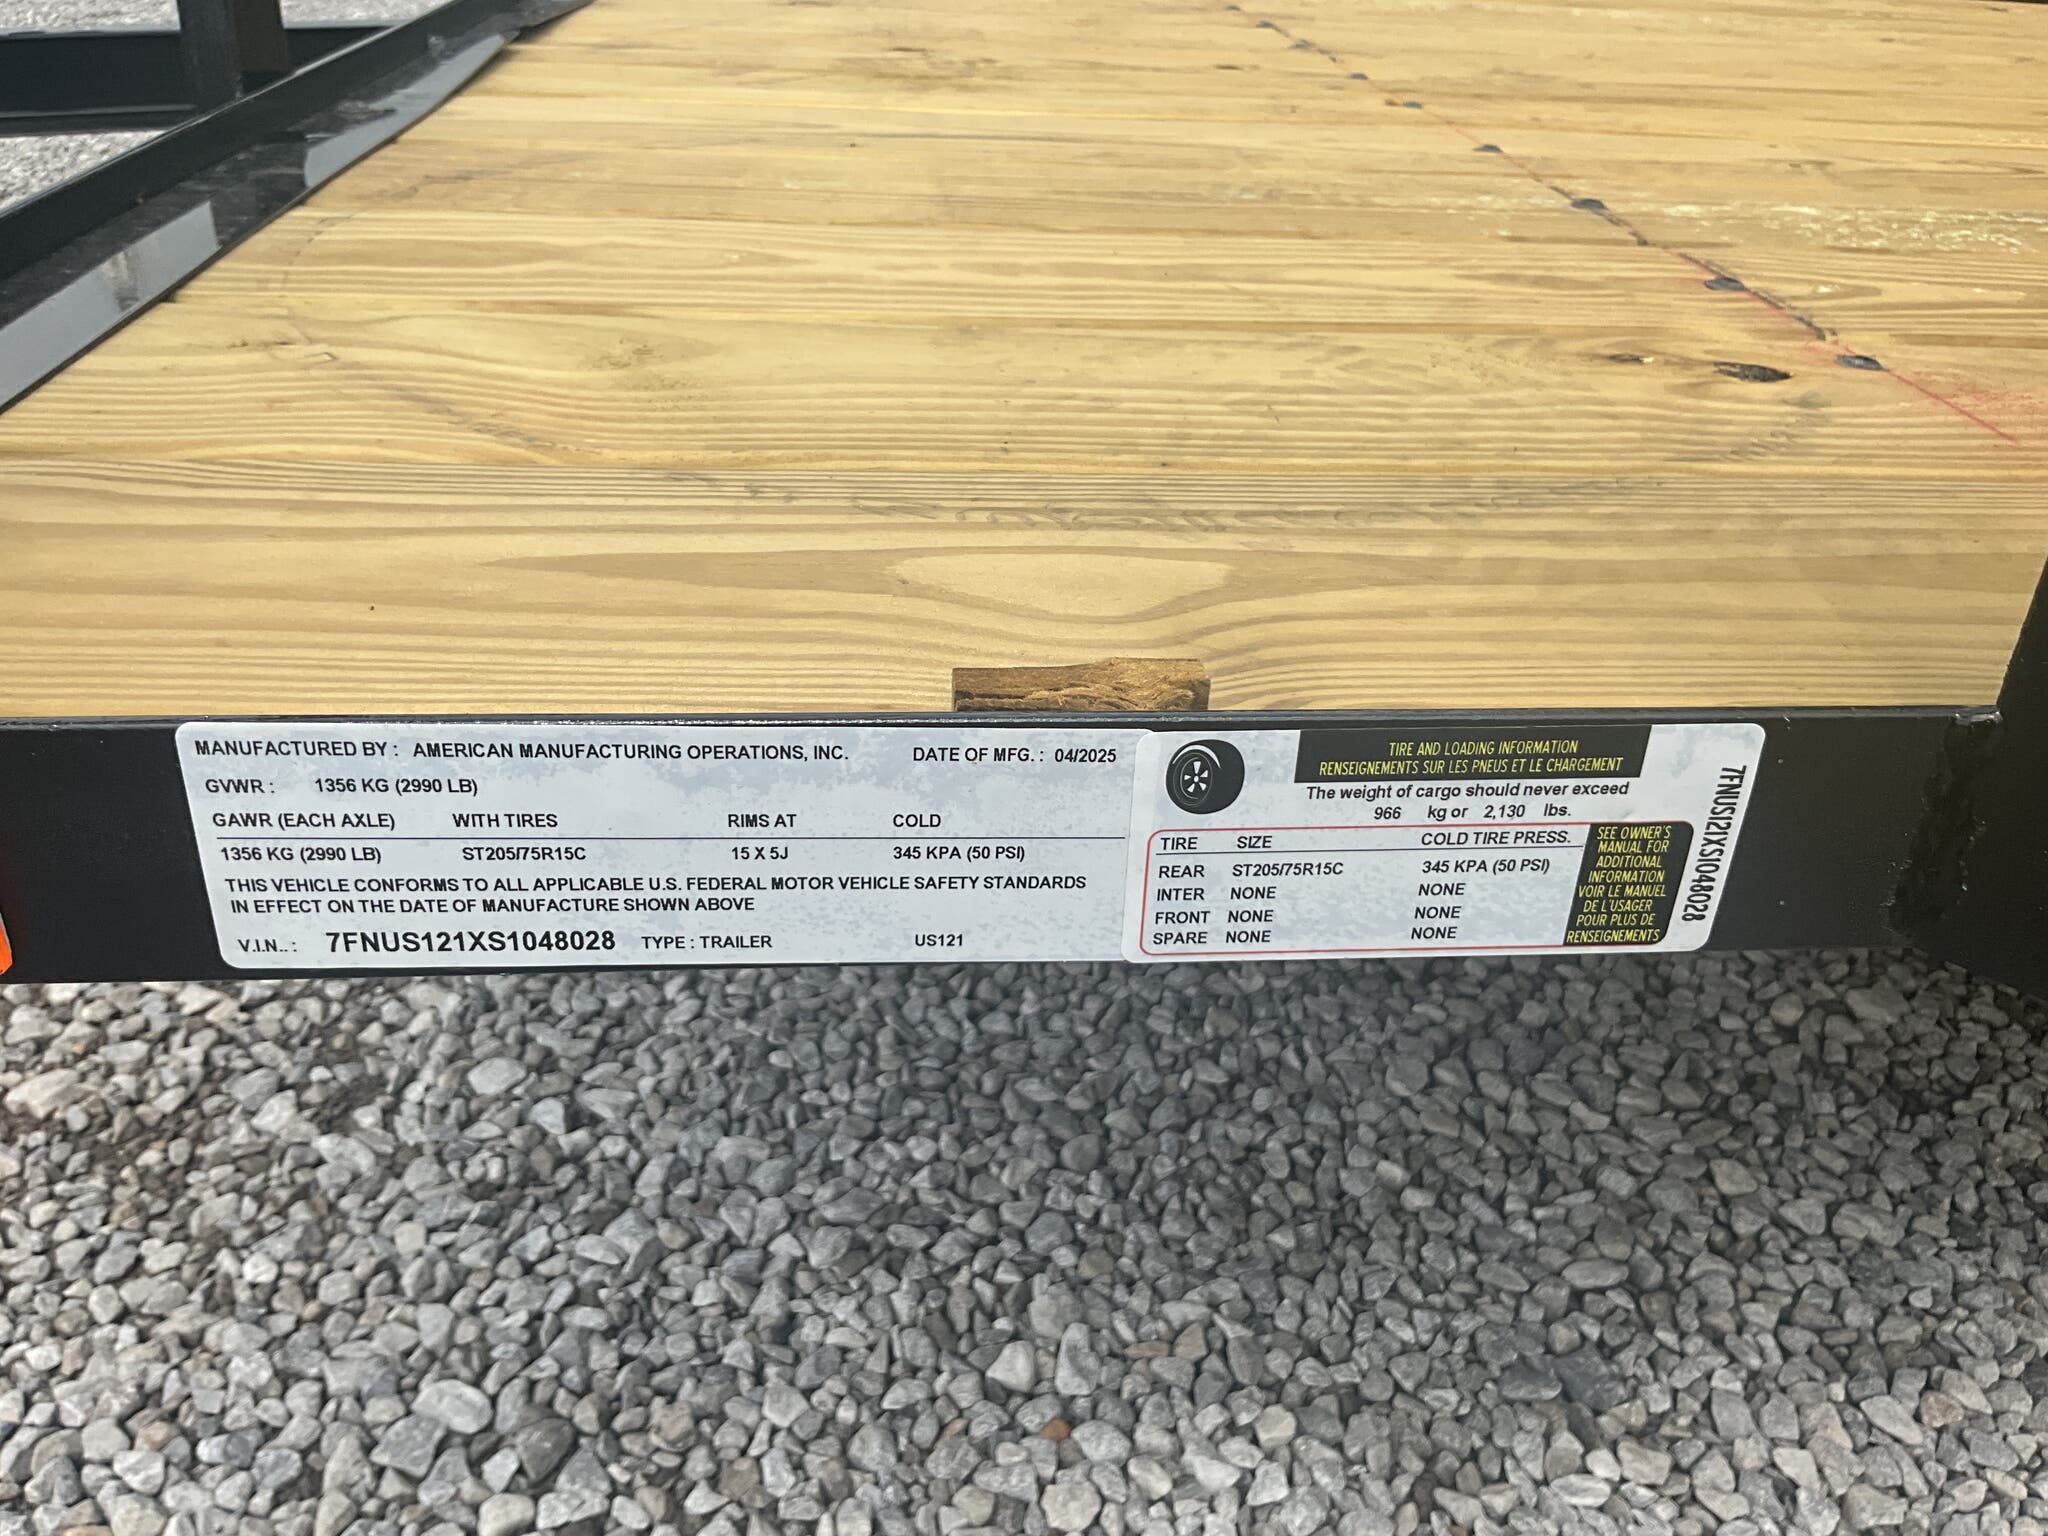 MANUFACTURED BY : AMERICAN MANUFACTURING OPERATIONS, INC. DATE OF MFG. : 04/2025
GVWR : 1356 KG (2990 LB)
GAWR (EACH AXLE) WITH TIRES RIMS AT COLD
1356 KG (2990 LB) ST205/75R15C 15 X 5J 345 KPA (50 PSI)
THIS VEHICLE CONFORMS TO ALL APPLICABLE U.S. FEDERAL MOTOR VEHICLE SAFETY STANDARDS
IN EFFECT ON THE DATE OF MANUFACTURE SHOWN ABOVE
V.I.N.. : 7FNUS121XS1048028 TYPE : TRAILER US121
TIRE AND LOADING INFORMATION
RENSEIGNEMENTS SUR LES PNEUS ET LE CHARGEMENT
The weight of cargo should never exceed
966 kg or 2,130 lbs.
TIRE SIZE COLD TIRE PRESS.
REAR ST205/75R15C 345 KPA (50 PSI)
INTER NONE NONE
FRONT NONE NONE
SPARE NONE NONE
SEE OWNER'S
MANUAL FOR
ADDITIONAL
INFORMATION
VOIR LE MANUEL
DE L'USAGER
POUR PLUS DE
RENSEIGNEMENTS
7FNUS121XS1048028